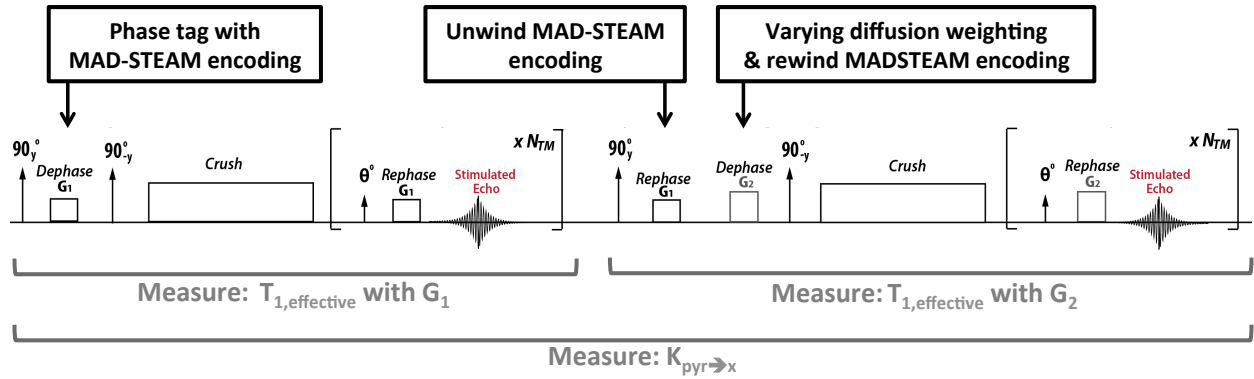 Phase tag with
MAD-STEAM encoding
Unwind MAD-STEAM
encoding
Varying diffusion weighting
& rewind MADSTEAM encoding
90°y
Dephase
G1
90°-y
Crush
θ°
Rephase
G1
Stimulated
Echo
x NTM
90°y
Rephase
G1
Dephase
G2
90°-y
Crush
θ°
Rephase
G2
Stimulated
Echo
x NTM
Measure: T1,effective with G1
Measure: T1,effective with G2
Measure: Kpyr➔x